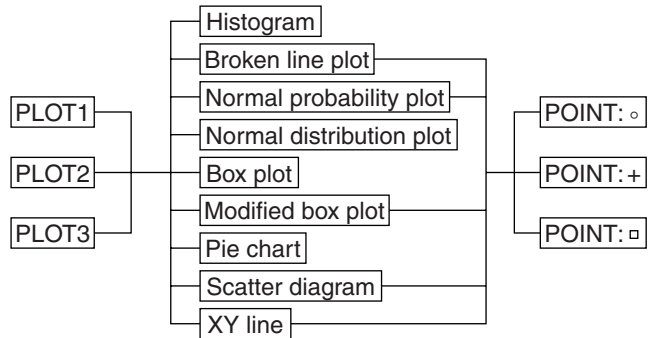 PLOT1
PLOT2
PLOT3
Histogram
Broken line plot
Normal probability plot
Normal distribution plot
Box plot
Modified box plot
Pie chart
Scatter diagram
XY line
POINT: ∘
POINT: +
POINT: ▫